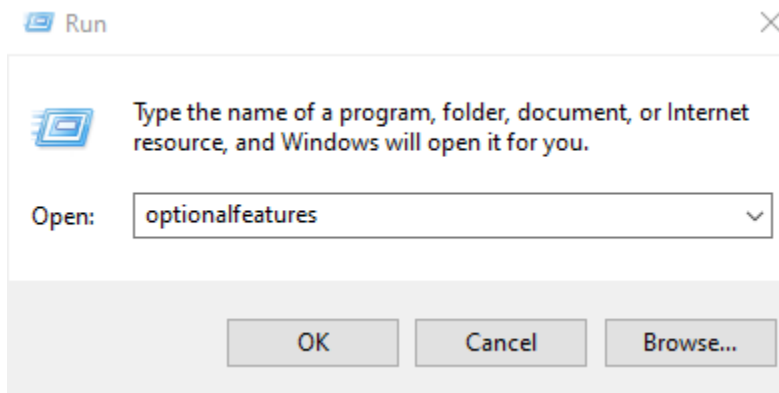 Run
Type the name of a program, folder, document, or Internet
resource, and Windows will open it for you.
Open: optionalfeatures
OK Cancel Browse...